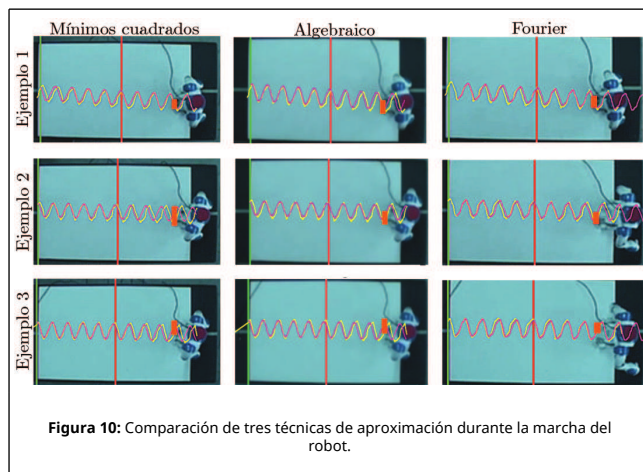 Mínimos cuadrados
Algebraico
Fourier
Ejemplo 1
Ejemplo 2
Ejemplo 3
Figura 10: Comparación de tres técnicas de aproximación durante la marcha del
robot.